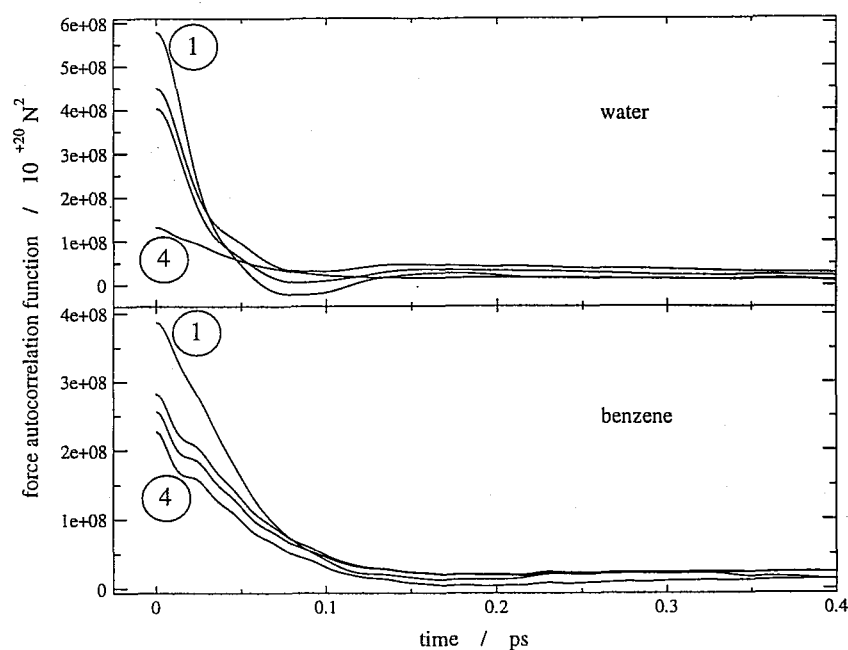 6e+08
5e+08
4e+08
3e+08
2e+08
1e+08
0
1
4
water
4e+08
3e+08
2e+08
1e+08
0
1
4
benzene
0
0.1
0.2
0.3
0.4
time / ps
force autocorrelation function / 10 +20 N2